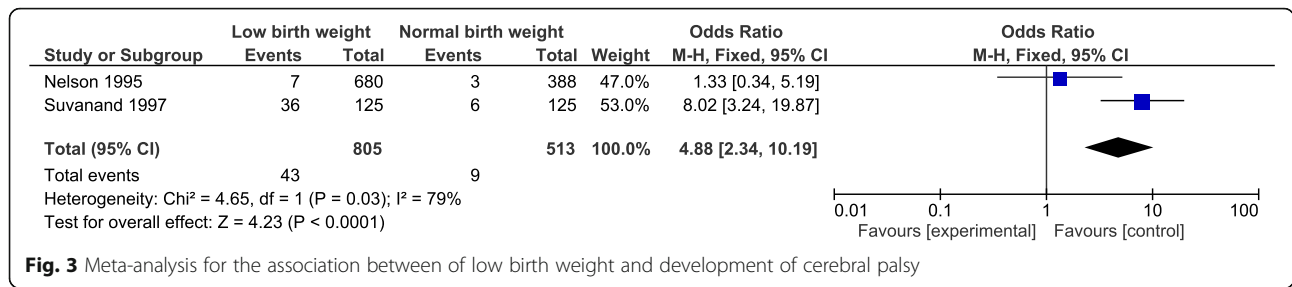 Low birth weight Normal birth weight Odds Ratio Odds Ratio
Study or Subgroup Events Total Events Total Weight M-H, Fixed, 95% CI M-H, Fixed, 95% CI
Nelson 1995 7 680 3 388 47.0% 1.33 [0.34, 5.19]
Suvanand 1997 36 125 6 125 53.0% 8.02 [3.24, 19.87]
Total (95% CI) 805 513 100.0% 4.88 [2.34, 10.19]
Total events 43 9
Heterogeneity: Chi² = 4.65, df = 1 (P = 0.03); I² = 79%
Test for overall effect: Z = 4.23 (P < 0.0001)
0.01 0.1 1 10 100
Favours [experimental] Favours [control]
Fig. 3 Meta-analysis for the association between of low birth weight and development of cerebral palsy